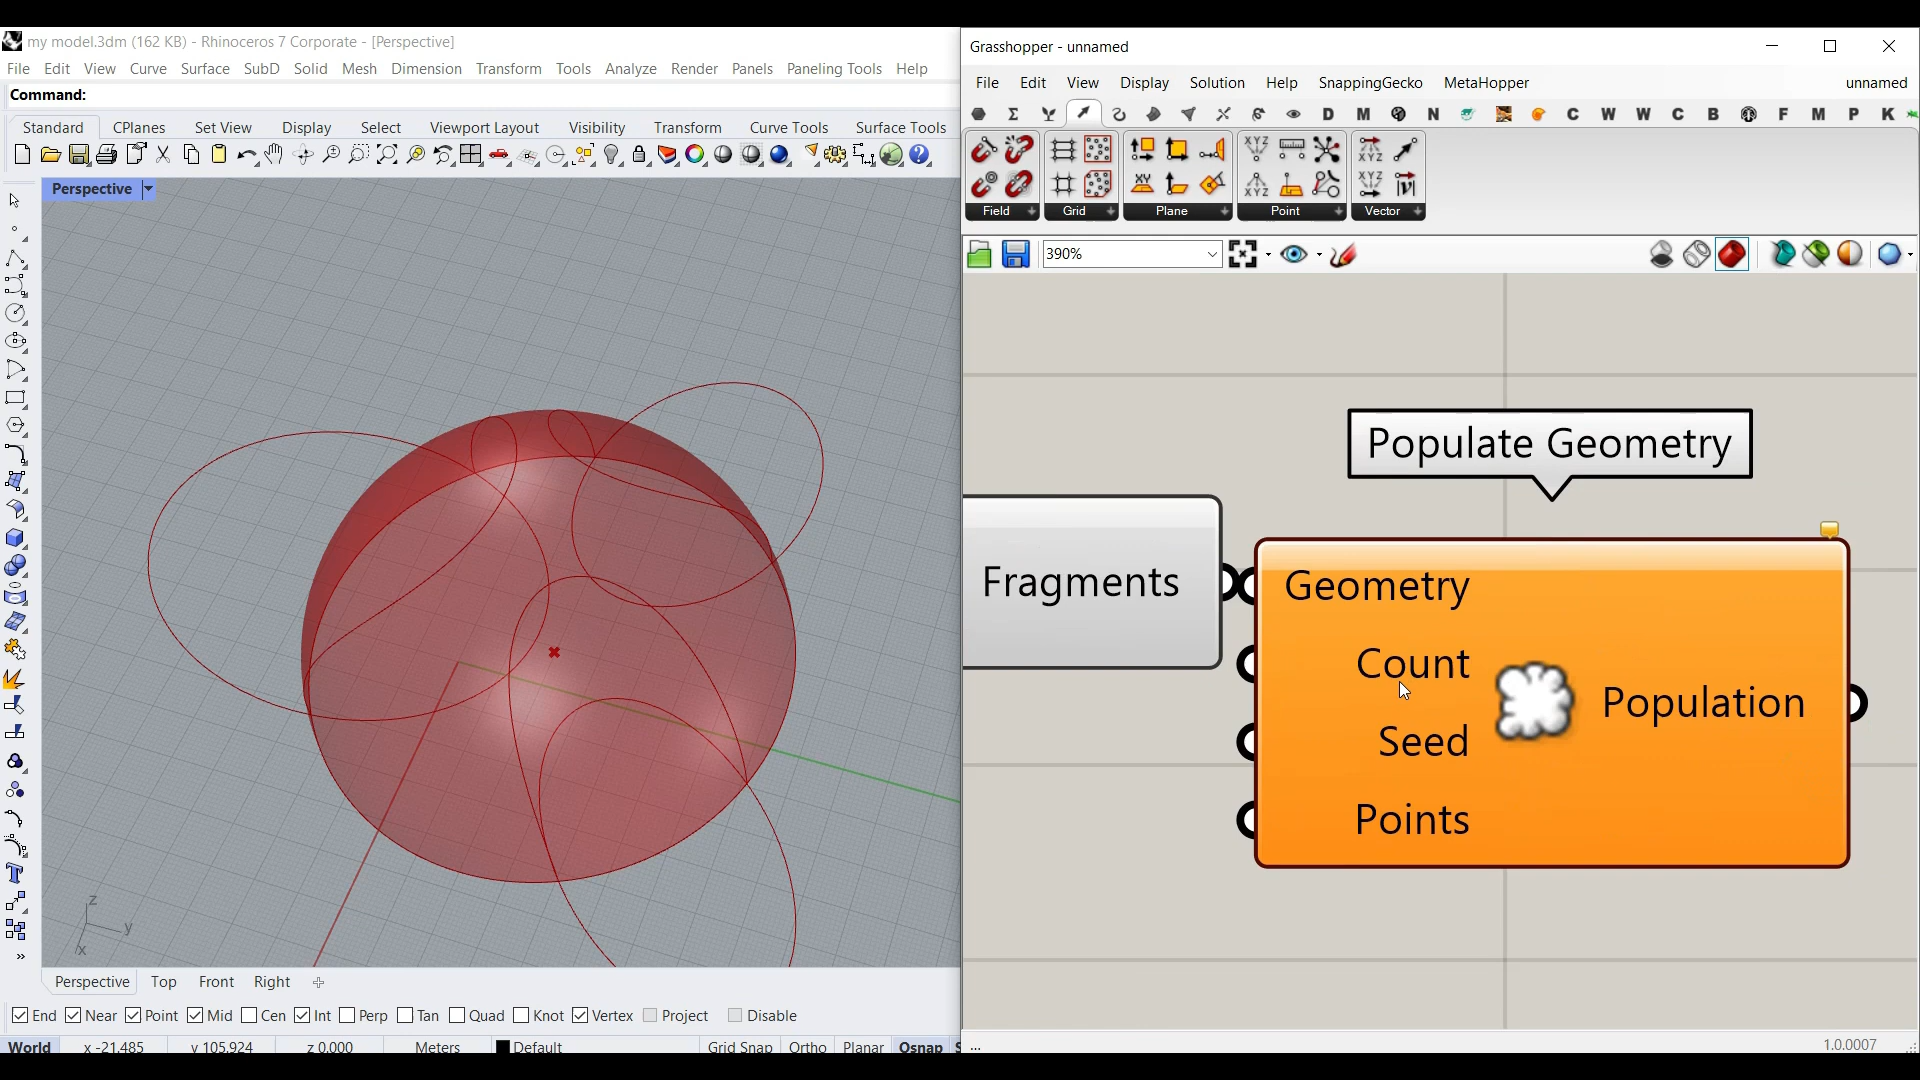 my model.3dm (162 KB) - Rhinoceros 7 Corporate - [Perspective]
File Edit View Curve Surface SubD Solid Mesh Dimension Transform Tools Analyze Render Panels Paneling Tools Help
Command:
Standard CPlanes Set View Display Select Viewport Layout Visibility Transform Curve Tools Surface Tools
Perspective
z
y
x
Perspective Top Front Right
End Near Point Mid Cen Int Perp Tan Quad Knot Vertex Project Disable
World x -21.485 y 105.924 z 0.000 Meters Default Grid Snap Ortho Planar Osnap S
Grasshopper - unnamed
File Edit View Display Solution Help SnappingGecko MetaHopper unnamed
D M N C W W C B F M P K
XYZ XYZ
XY XYZ XYZ
Field Grid Plane Point Vector
390%
Populate Geometry
Fragments
Geometry
Count
Seed
Points
Population
... 1.0.0007